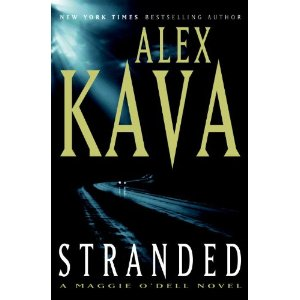 NEW YORK TIMES BESTSELLING AUTHOR
ALEX
KAVA
STRANDED
A MAGGIE O'DELL NOVEL